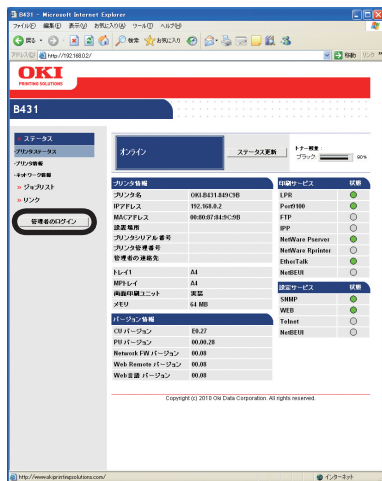 B431 - Microsoft Internet Explorer
ファイル(F) 編集(E) 表示(V) お気に入り(A) ツール(T) ヘルプ(H)
戻る 検索 お気に入り
アドレス(D) http://192.168.0.2/ 移動 リンク
OKI
PRINTING SOLUTIONS
B431
ステータス
プリンタステータス
プリンタ情報
ネットワーク情報
ジョブリスト
リンク
管理者のログイン
オンライン
ステータス更新
トナー残量:
ブラック 90%
プリンタ情報
プリンタ名 OKI-B431-849C9B
IPアドレス 192.168.0.2
MACアドレス 00:80:87:84:9C:9B
設置場所
プリンタシリアル番号
プリンタ管理番号
管理者の連絡先
トレイ1 A4
MPトレイ A4
両面印刷ユニット 実装
メモリ 64 MB
バージョン情報
CU バージョン E0.27
PU バージョン 00.00.28
Network FW バージョン 00.08
Web Remote バージョン 00.08
Web言語 バージョン 00.08
印刷サービス 状態
LPR
Port9100
FTP
IPP
NetWare Pserver
NetWare Rprinter
EtherTalk
NetBEUI
設定サービス 状態
SNMP
WEB
Telnet
NetBEUI
Copyright (c) 2010 Oki Data Corporation. All rights reserved.
http://www.okiprintingsolutions.com/ インターネット